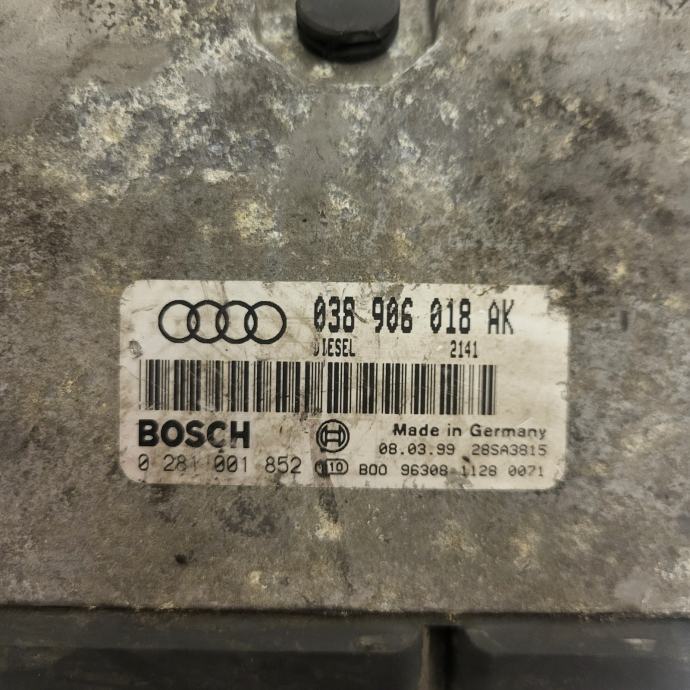 038 906 018 AK
DIESEL 2141
BOSCH
Made in Germany
08.03.99 28SA3815
0 281 001 852 110 B00 96308 1128 0071